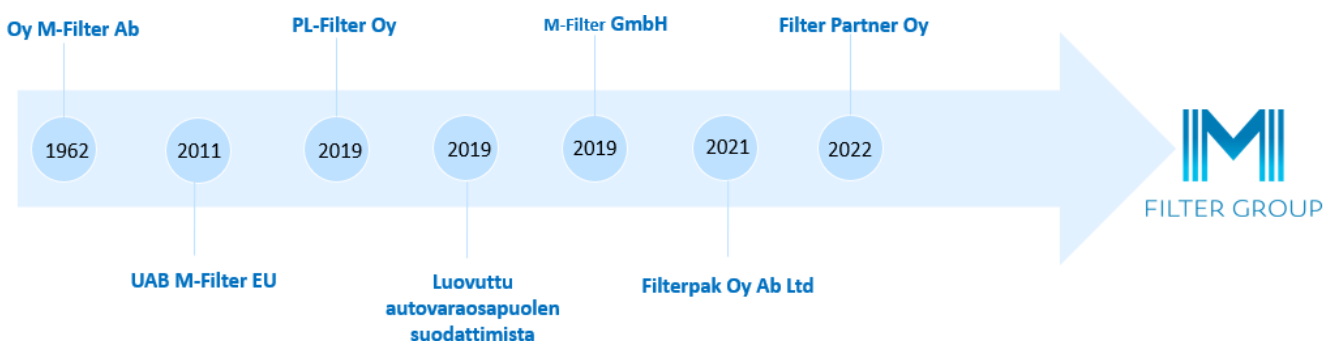 Oy M-Filter Ab
PL-Filter Oy
M-Filter GmbH
Filter Partner Oy
1962
2011
2019
2019
2019
2021
2022
M
FILTER GROUP
UAB M-Filter EU
Luovuttu
autovaraosapuolen
suodattimista
Filterpak Oy Ab Ltd